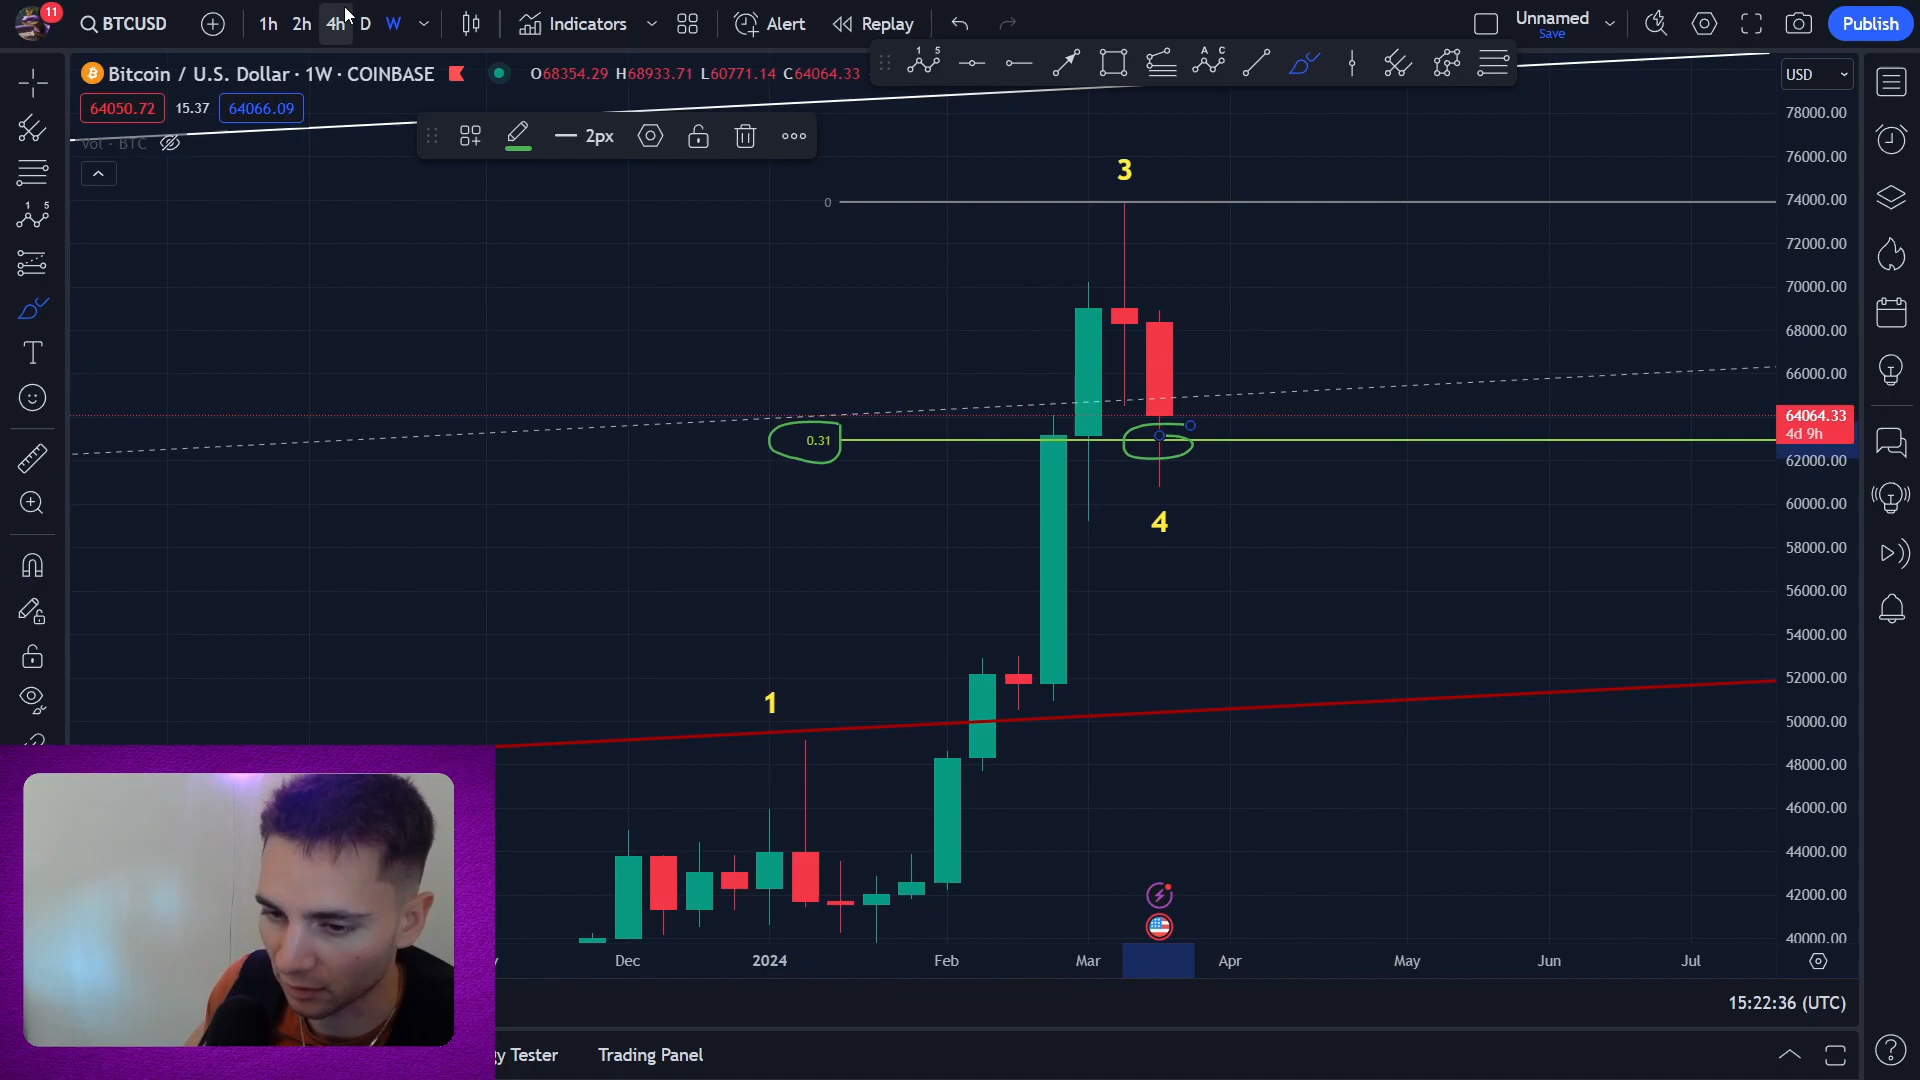 11
BTCUSD
1h 2h 4h D W
Indicators
Alert
Replay
Unnamed
Save
Publish
Bitcoin / U.S. Dollar · 1W · COINBASE
O68354.29 H68933.71 L60771.14 C64064.33
64050.72 15.37 64066.09
Vol · BTC
2px
USD
78000.00
76000.00
74000.00
72000.00
70000.00
68000.00
66000.00
64064.33
4d 9h
62000.00
60000.00
58000.00
56000.00
54000.00
52000.00
50000.00
48000.00
46000.00
44000.00
42000.00
40000.00
3
0
0.31
4
1
Dec 2024 Feb Mar Apr May Jun Jul
15:22:36 (UTC)
Tester
Trading Panel